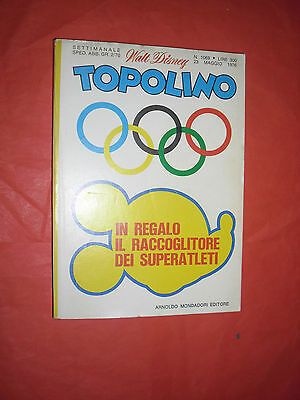 SETTIMANALE
SPED. ABB. GR. 2/70
Walt Disney
N. 1069 • LIRE 300
23 MAGGIO 1976
TOPOLINO
IN REGALO
IL RACCOGLITORE
DEI SUPERATLETI
ARNOLDO MONDADORI EDITORE